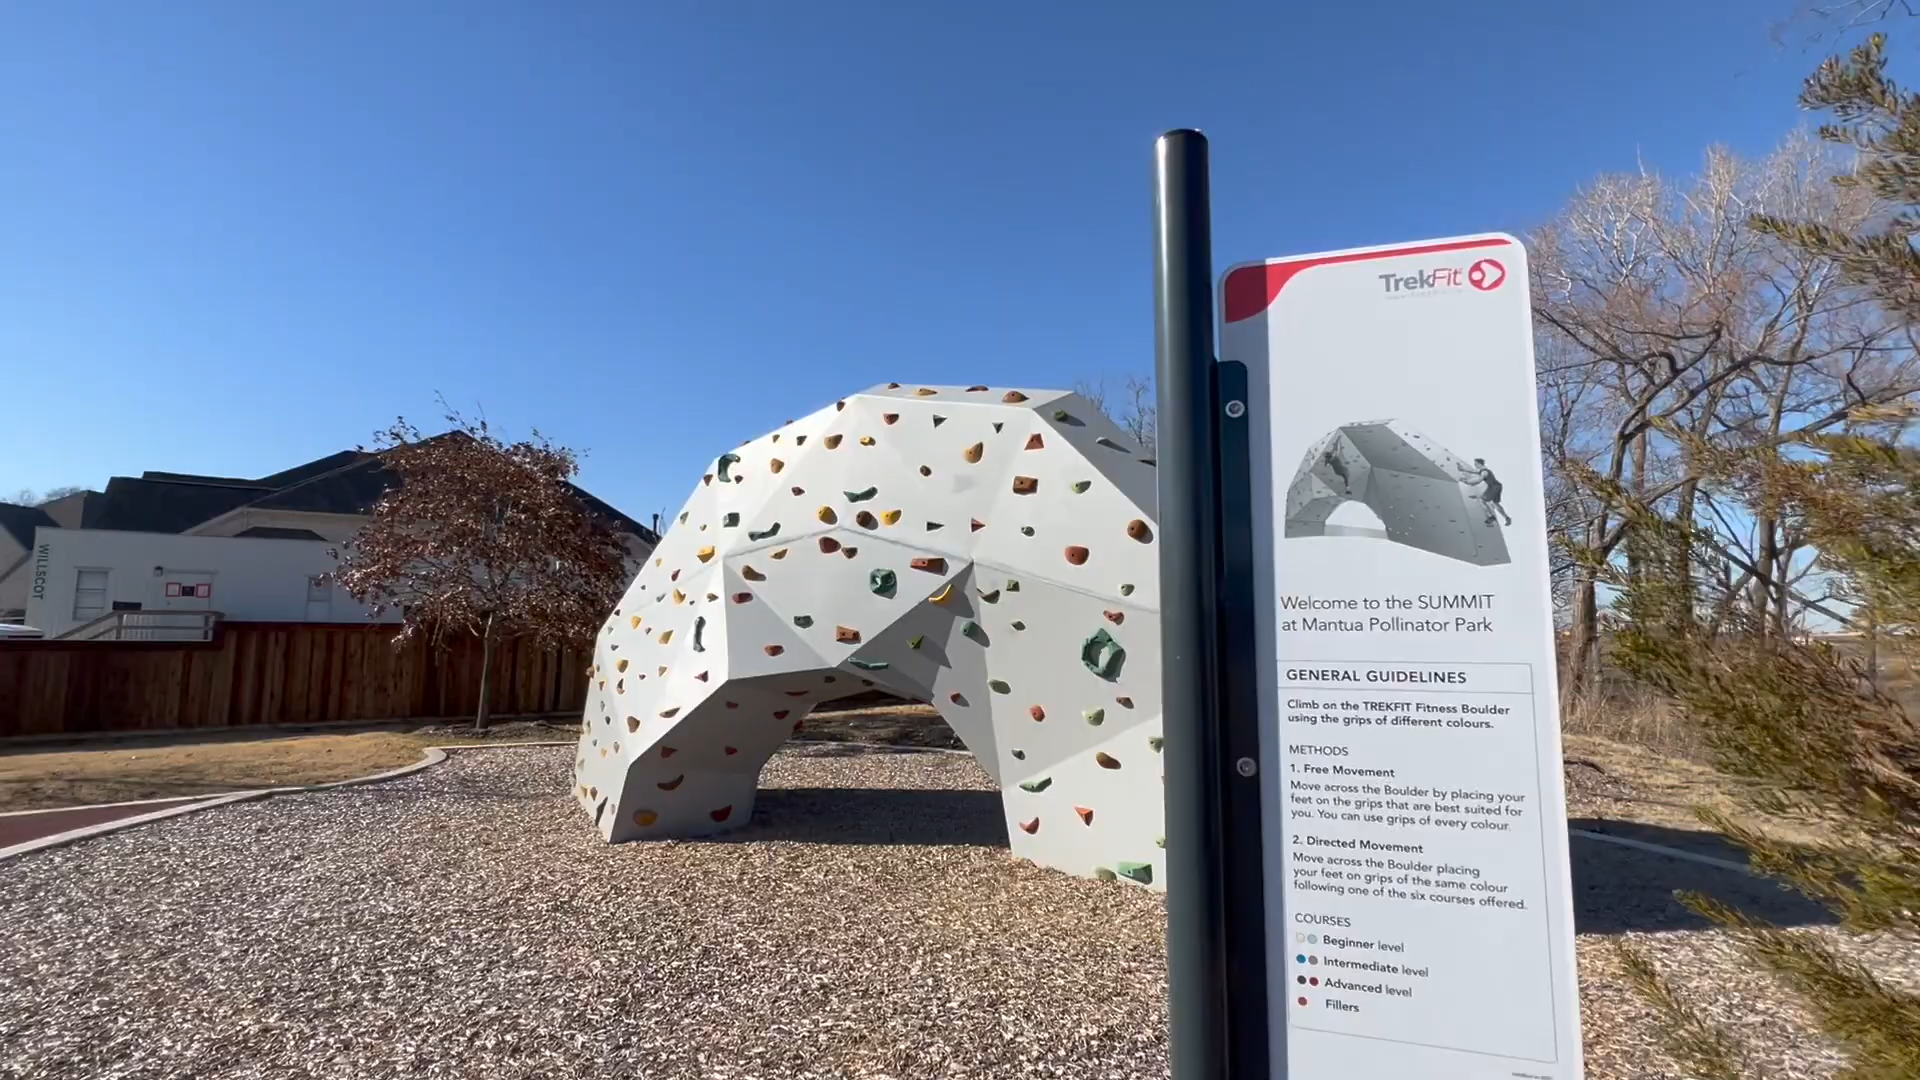 WILLSCOT
TrekFit
Welcome to the SUMMIT
at Mantua Pollinator Park
GENERAL GUIDELINES
Climb on the TREKFIT Fitness Boulder
using the grips of different colours.
METHODS
1. Free Movement
Move across the Boulder by placing your
feet on the grips that are best suited for
you. You can use grips of every colour.
2. Directed Movement
Move across the Boulder placing
your feet on grips of the same colour
following one of the six courses offered.
COURSES
Beginner level
Intermediate level
Advanced level
Fillers